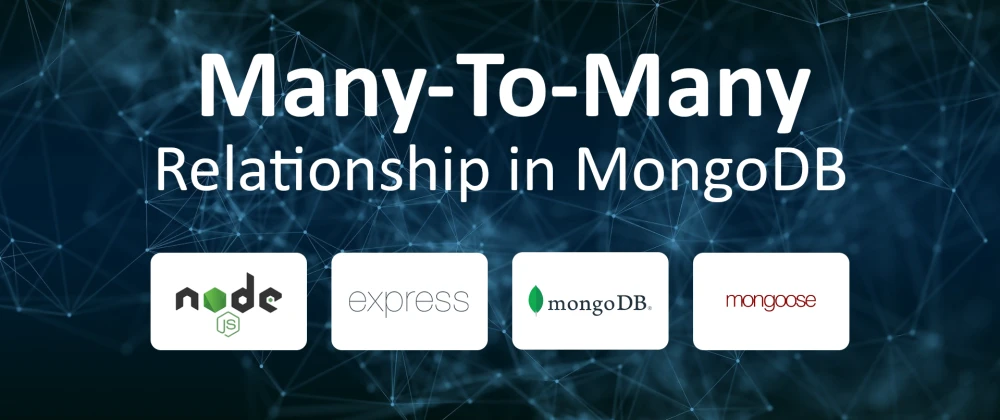 Many-To-Many
Relationship in MongoDB
node
JS
express
mongoDB®
mongoose